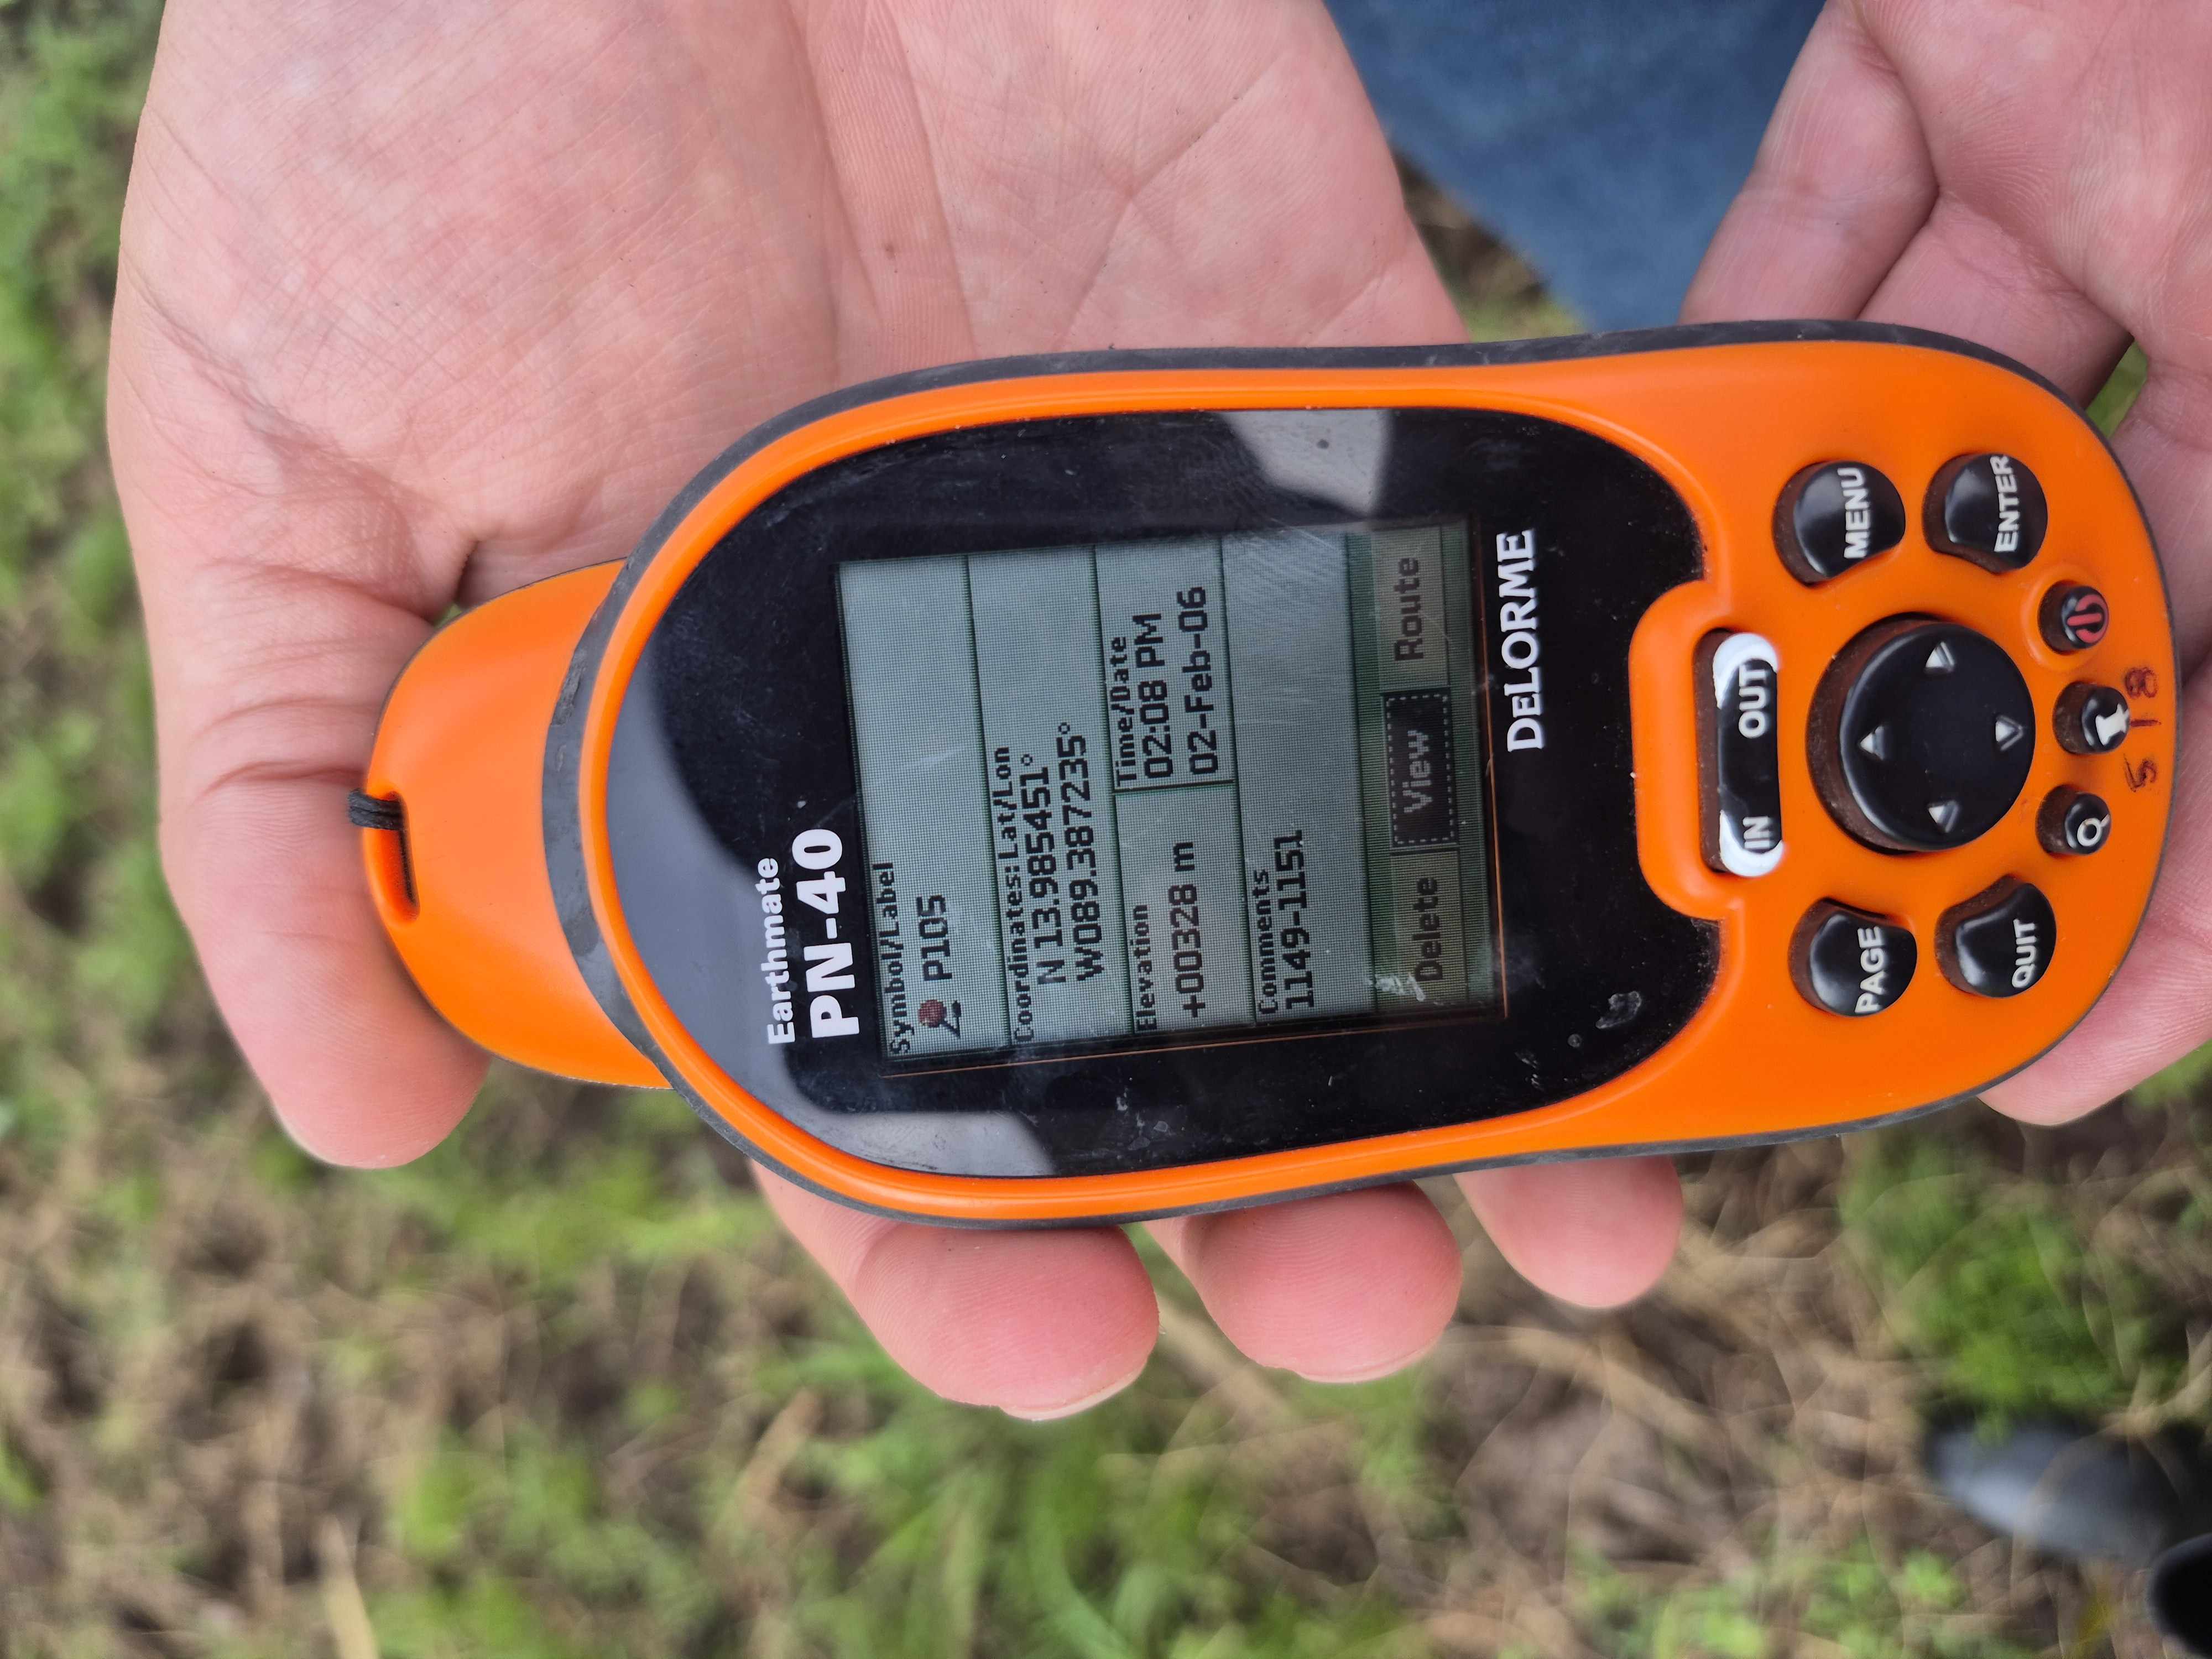 Earthmate
PN-40
Symbol/Label
P105
Coordinates:Lat/Lon
N 13.985451°
W089.387235°
Elevation
+00328 m
Time/Date
02:08 PM
02-Feb-06
Comments
1149-1151
Delete View Route
DELORME
IN OUT
PAGE MENU
QUIT ENTER
518